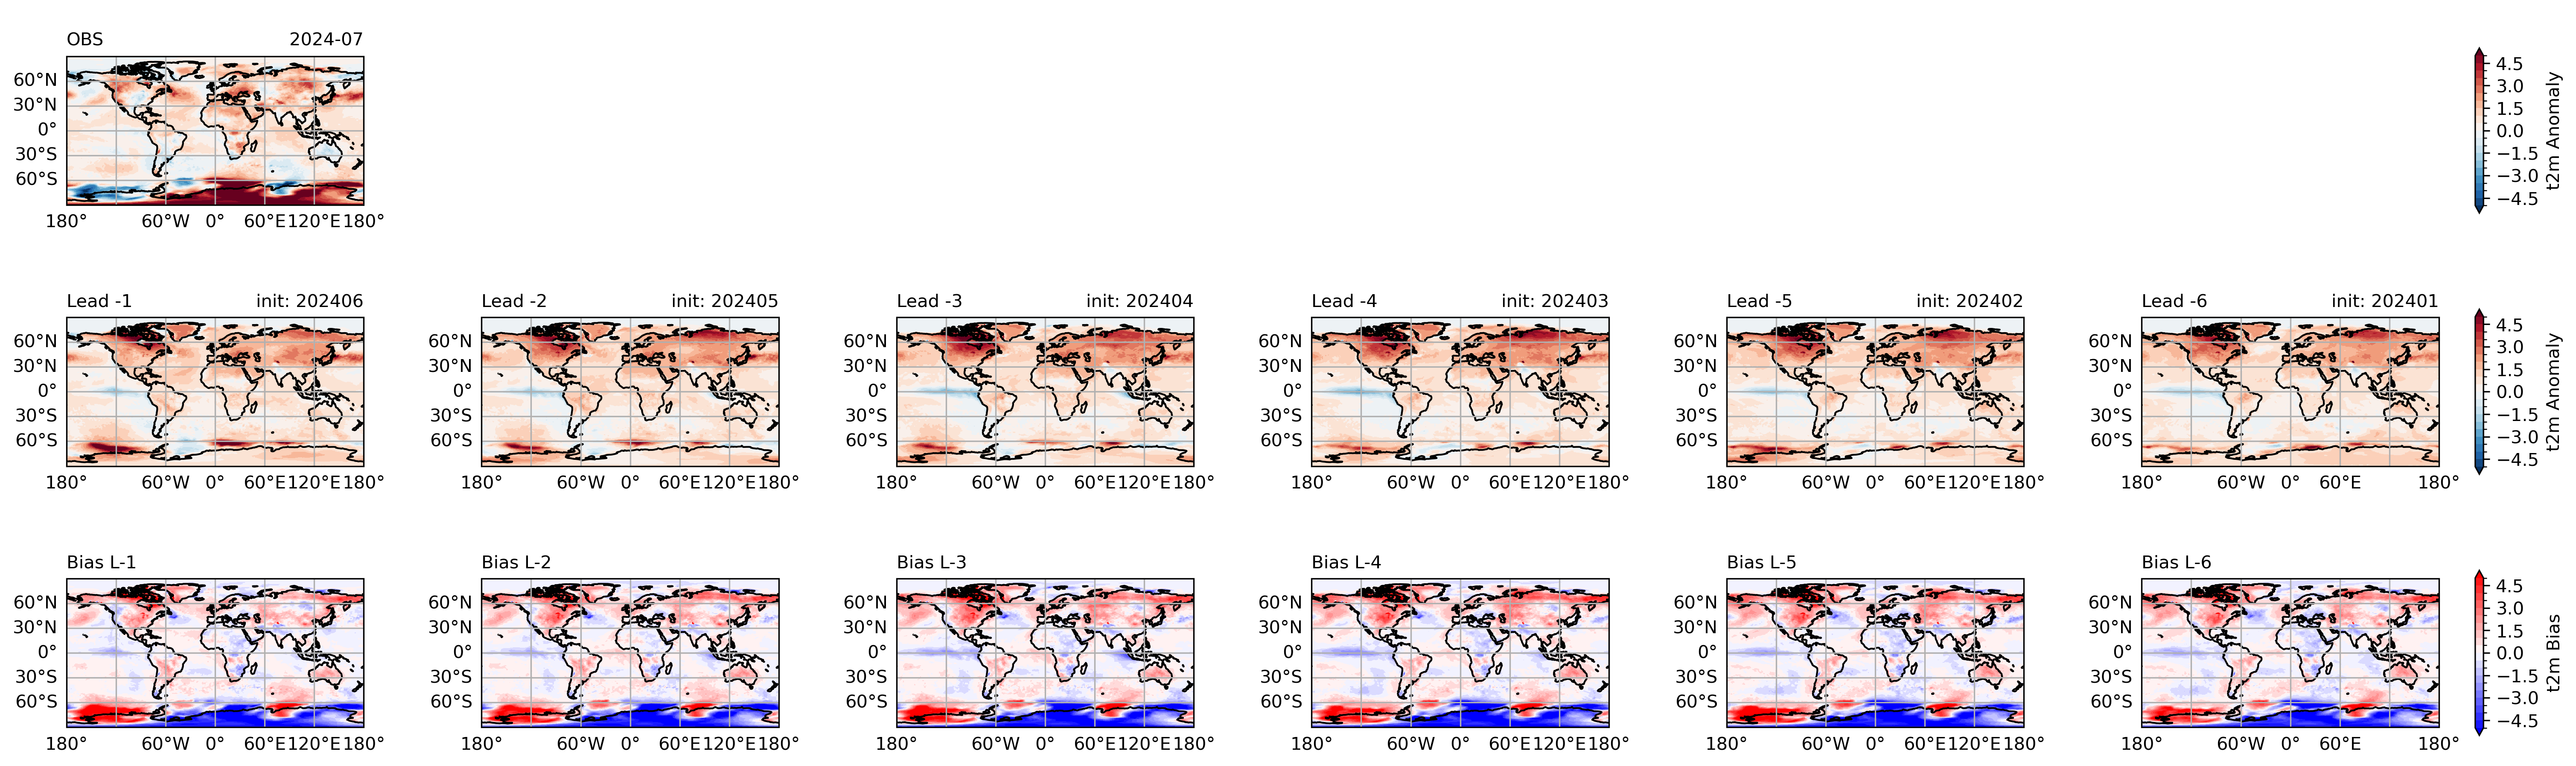 OBS 2024-07
60°N
30°N
0°
30°S
60°S
180° 60°W 0° 60°E 120°E 180°
4.5
3.0
1.5
0.0
−1.5
−3.0
−4.5
t2m Anomaly
Lead -1 init: 202406
60°N
30°N
0°
30°S
60°S
180° 60°W 0° 60°E 120°E 180°
Lead -2 init: 202405
60°N
30°N
0°
30°S
60°S
180° 60°W 0° 60°E 120°E 180°
Lead -3 init: 202404
60°N
30°N
0°
30°S
60°S
180° 60°W 0° 60°E 120°E 180°
Lead -4 init: 202403
60°N
30°N
0°
30°S
60°S
180° 60°W 0° 60°E 120°E 180°
Lead -5 init: 202402
60°N
30°N
0°
30°S
60°S
180° 60°W 0° 60°E 120°E 180°
Lead -6 init: 202401
60°N
30°N
0°
30°S
60°S
180° 60°W 0° 60°E 180°
4.5
3.0
1.5
0.0
−1.5
−3.0
−4.5
t2m Anomaly
Bias L-1
60°N
30°N
0°
30°S
60°S
180° 60°W 0° 60°E 120°E 180°
Bias L-2
60°N
30°N
0°
30°S
60°S
180° 60°W 0° 60°E 120°E 180°
Bias L-3
60°N
30°N
0°
30°S
60°S
180° 60°W 0° 60°E 120°E 180°
Bias L-4
60°N
30°N
0°
30°S
60°S
180° 60°W 0° 60°E 120°E 180°
Bias L-5
60°N
30°N
0°
30°S
60°S
180° 60°W 0° 60°E 120°E 180°
Bias L-6
60°N
30°N
0°
30°S
60°S
180° 60°W 0° 60°E 180°
4.5
3.0
1.5
0.0
−1.5
−3.0
−4.5
t2m Bias